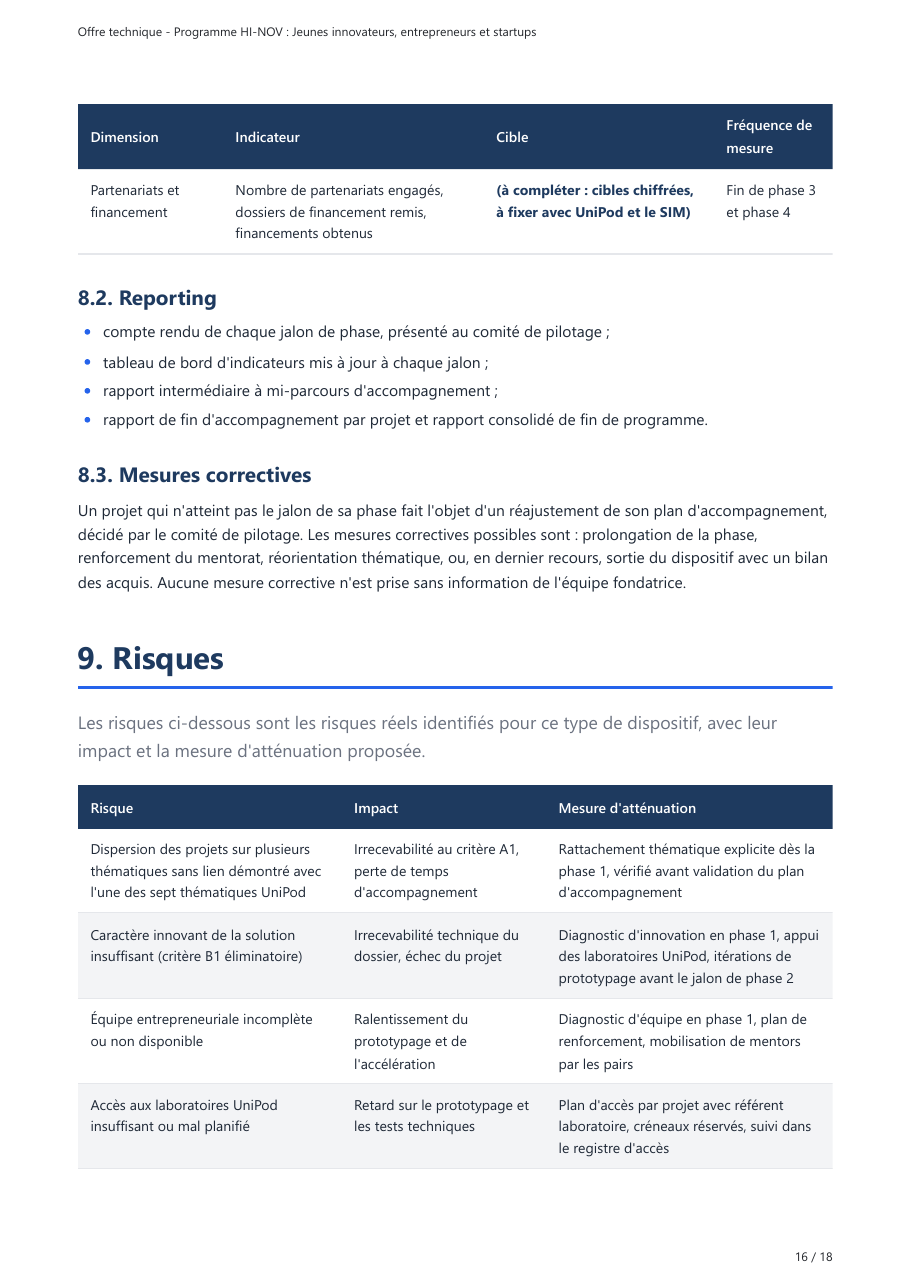 Offre technique - Programme HI-NOV : Jeunes innovateurs, entrepreneurs et startups
Dimension Indicateur Cible Fréquence de mesure
Partenariats et Nombre de partenariats engagés, (à compléter : cibles chiffrées, Fin de phase 3
financement dossiers de financement remis, à fixer avec UniPod et le SIM) et phase 4
financements obtenus
8.2. Reporting
• compte rendu de chaque jalon de phase, présenté au comité de pilotage ;
• tableau de bord d'indicateurs mis à jour à chaque jalon ;
• rapport intermédiaire à mi-parcours d'accompagnement ;
• rapport de fin d'accompagnement par projet et rapport consolidé de fin de programme.
8.3. Mesures correctives
Un projet qui n'atteint pas le jalon de sa phase fait l'objet d'un réajustement de son plan d'accompagnement,
décidé par le comité de pilotage. Les mesures correctives possibles sont : prolongation de la phase,
renforcement du mentorat, réorientation thématique, ou, en dernier recours, sortie du dispositif avec un bilan
des acquis. Aucune mesure corrective n'est prise sans information de l'équipe fondatrice.
9. Risques
Les risques ci-dessous sont les risques réels identifiés pour ce type de dispositif, avec leur
impact et la mesure d'atténuation proposée.
Risque Impact Mesure d'atténuation
Dispersion des projets sur plusieurs Irrecevabilité au critère A1, Rattachement thématique explicite dès la
thématiques sans lien démontré avec perte de temps phase 1, vérifié avant validation du plan
l'une des sept thématiques UniPod d'accompagnement d'accompagnement
Caractère innovant de la solution Irrecevabilité technique du Diagnostic d'innovation en phase 1, appui
insuffisant (critère B1 éliminatoire) dossier, échec du projet des laboratoires UniPod, itérations de
prototypage avant le jalon de phase 2
Équipe entrepreneuriale incomplète Ralentissement du Diagnostic d'équipe en phase 1, plan de
ou non disponible prototypage et de renforcement, mobilisation de mentors
l'accélération par les pairs
Accès aux laboratoires UniPod Retard sur le prototypage et Plan d'accès par projet avec référent
insuffisant ou mal planifié les tests techniques laboratoire, créneaux réservés, suivi dans
le registre d'accès
16 / 18